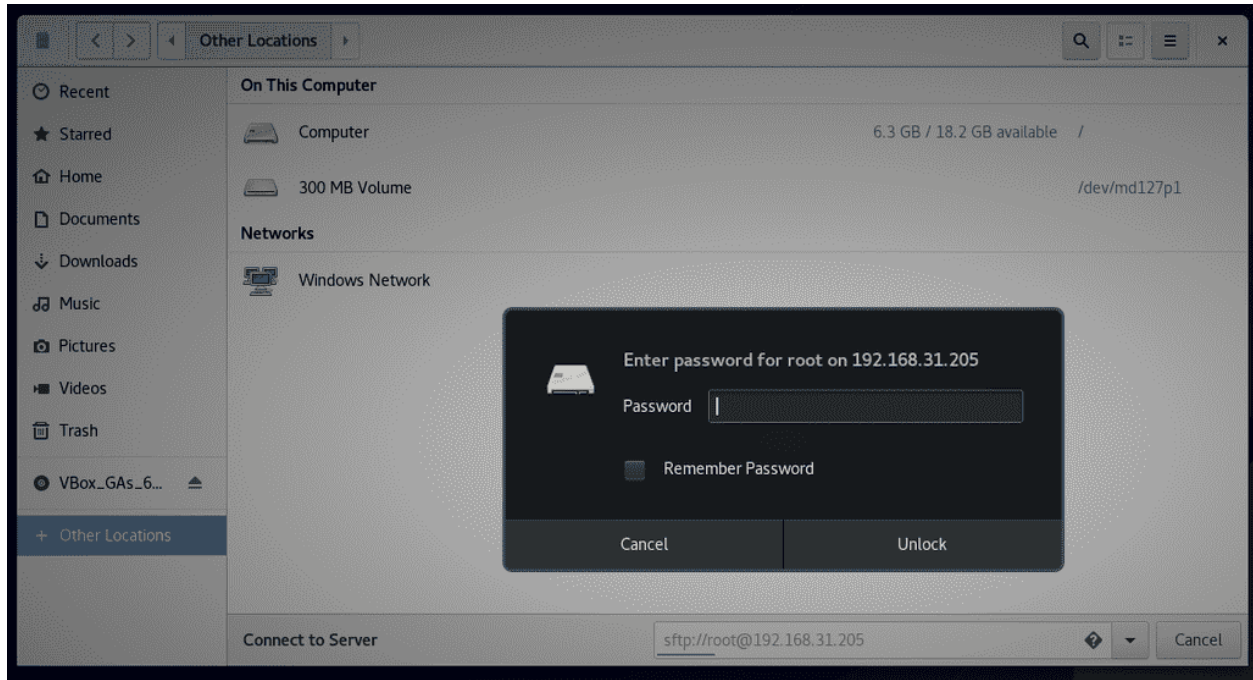 Other Locations
Recent
Starred
Home
Documents
Downloads
Music
Pictures
Videos
Trash
VBox_GAs_6...
+ Other Locations
On This Computer
Computer 6.3 GB / 18.2 GB available /
300 MB Volume /dev/md127p1
Networks
Windows Network
Enter password for root on 192.168.31.205
Password
Remember Password
Cancel Unlock
Connect to Server sftp://root@192.168.31.205 Cancel